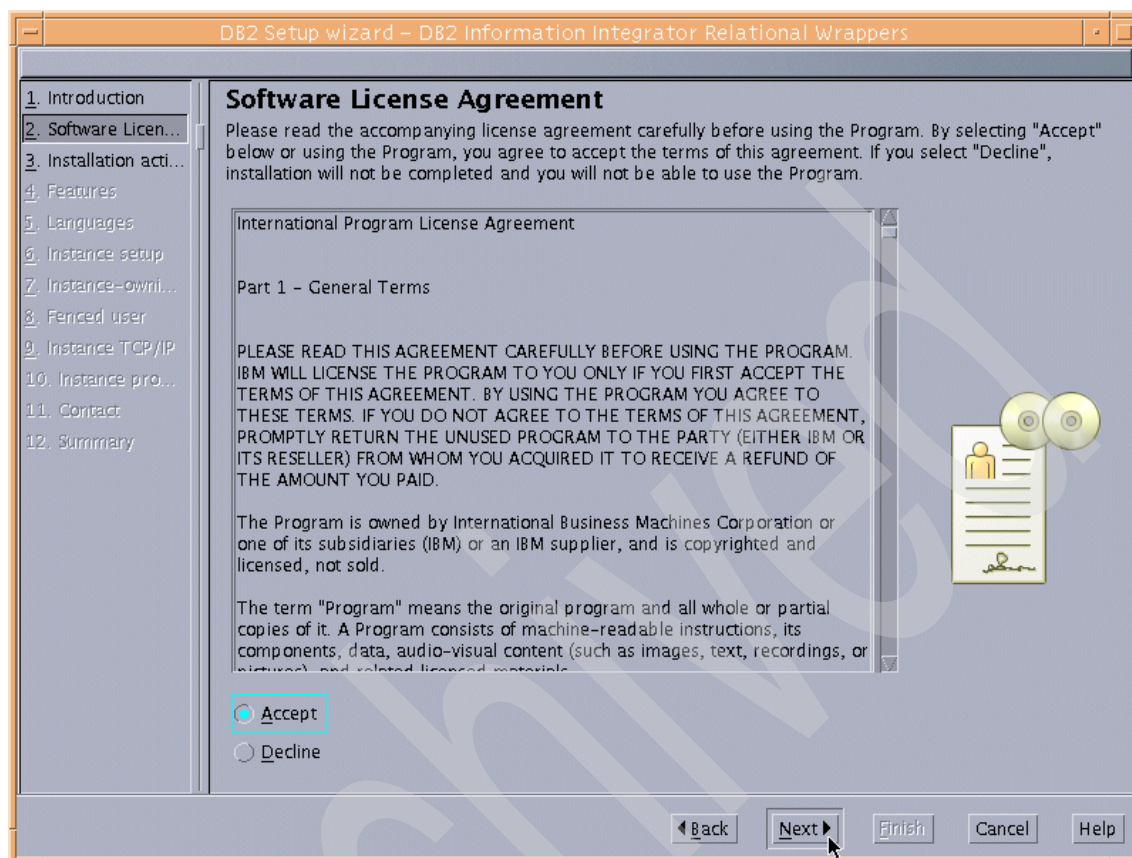 DB2 Setup wizard – DB2 Information Integrator Relational Wrappers
1. Introduction
2. Software Licen...
3. Installation acti...
4. Features
5. Languages
6. Instance setup
7. Instance-owni...
8. Fenced user
9. Instance TCP/IP
10. Instance pro...
11. Contact
12. Summary
Software License Agreement
Please read the accompanying license agreement carefully before using the Program. By selecting "Accept"
below or using the Program, you agree to accept the terms of this agreement. If you select "Decline",
installation will not be completed and you will not be able to use the Program.
International Program License Agreement
Part 1 – General Terms
PLEASE READ THIS AGREEMENT CAREFULLY BEFORE USING THE PROGRAM.
IBM WILL LICENSE THE PROGRAM TO YOU ONLY IF YOU FIRST ACCEPT THE
TERMS OF THIS AGREEMENT. BY USING THE PROGRAM YOU AGREE TO
THESE TERMS. IF YOU DO NOT AGREE TO THE TERMS OF THIS AGREEMENT,
PROMPTLY RETURN THE UNUSED PROGRAM TO THE PARTY (EITHER IBM OR
ITS RESELLER) FROM WHOM YOU ACQUIRED IT TO RECEIVE A REFUND OF
THE AMOUNT YOU PAID.
The Program is owned by International Business Machines Corporation or
one of its subsidiaries (IBM) or an IBM supplier, and is copyrighted and
licensed, not sold.
The term "Program" means the original program and all whole or partial
copies of it. A Program consists of machine-readable instructions, its
components, data, audio-visual content (such as images, text, recordings, or
pictures), and related licensed materials.
Accept
Decline
Back
Next
Finish
Cancel
Help
chived